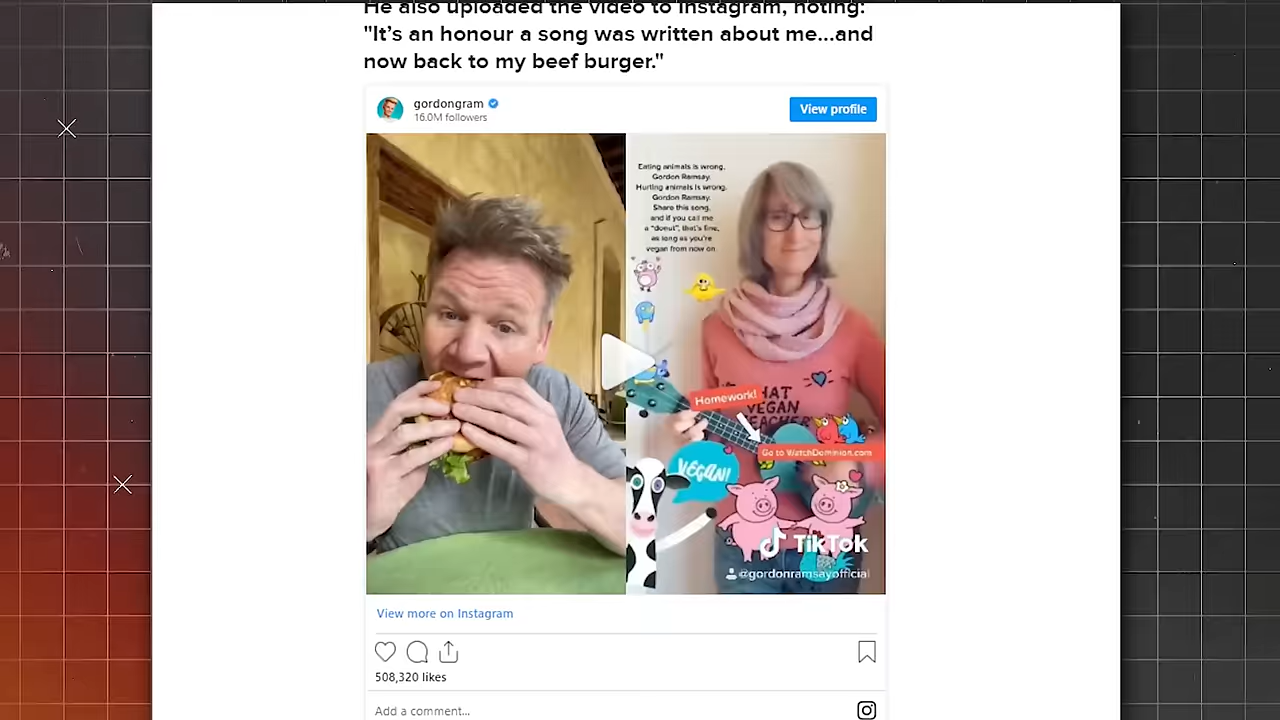 He also uploaded the video to Instagram, noting:
"It's an honour a song was written about me...and
now back to my beef burger."
gordongram
16.0M followers
View profile
Eating animals is wrong,
Gordon Ramsay.
Hurting animals is wrong,
Gordon Ramsay.
Share this song,
and if you call me
a "donut", that's fine,
as long as you're
vegan from now on.
Homework!
HAT
VEGAN
EACHER
Go to WatchDominion.com
VEGAN!
TikTok
@gordonramsayofficial
View more on Instagram
508,320 likes
Add a comment...